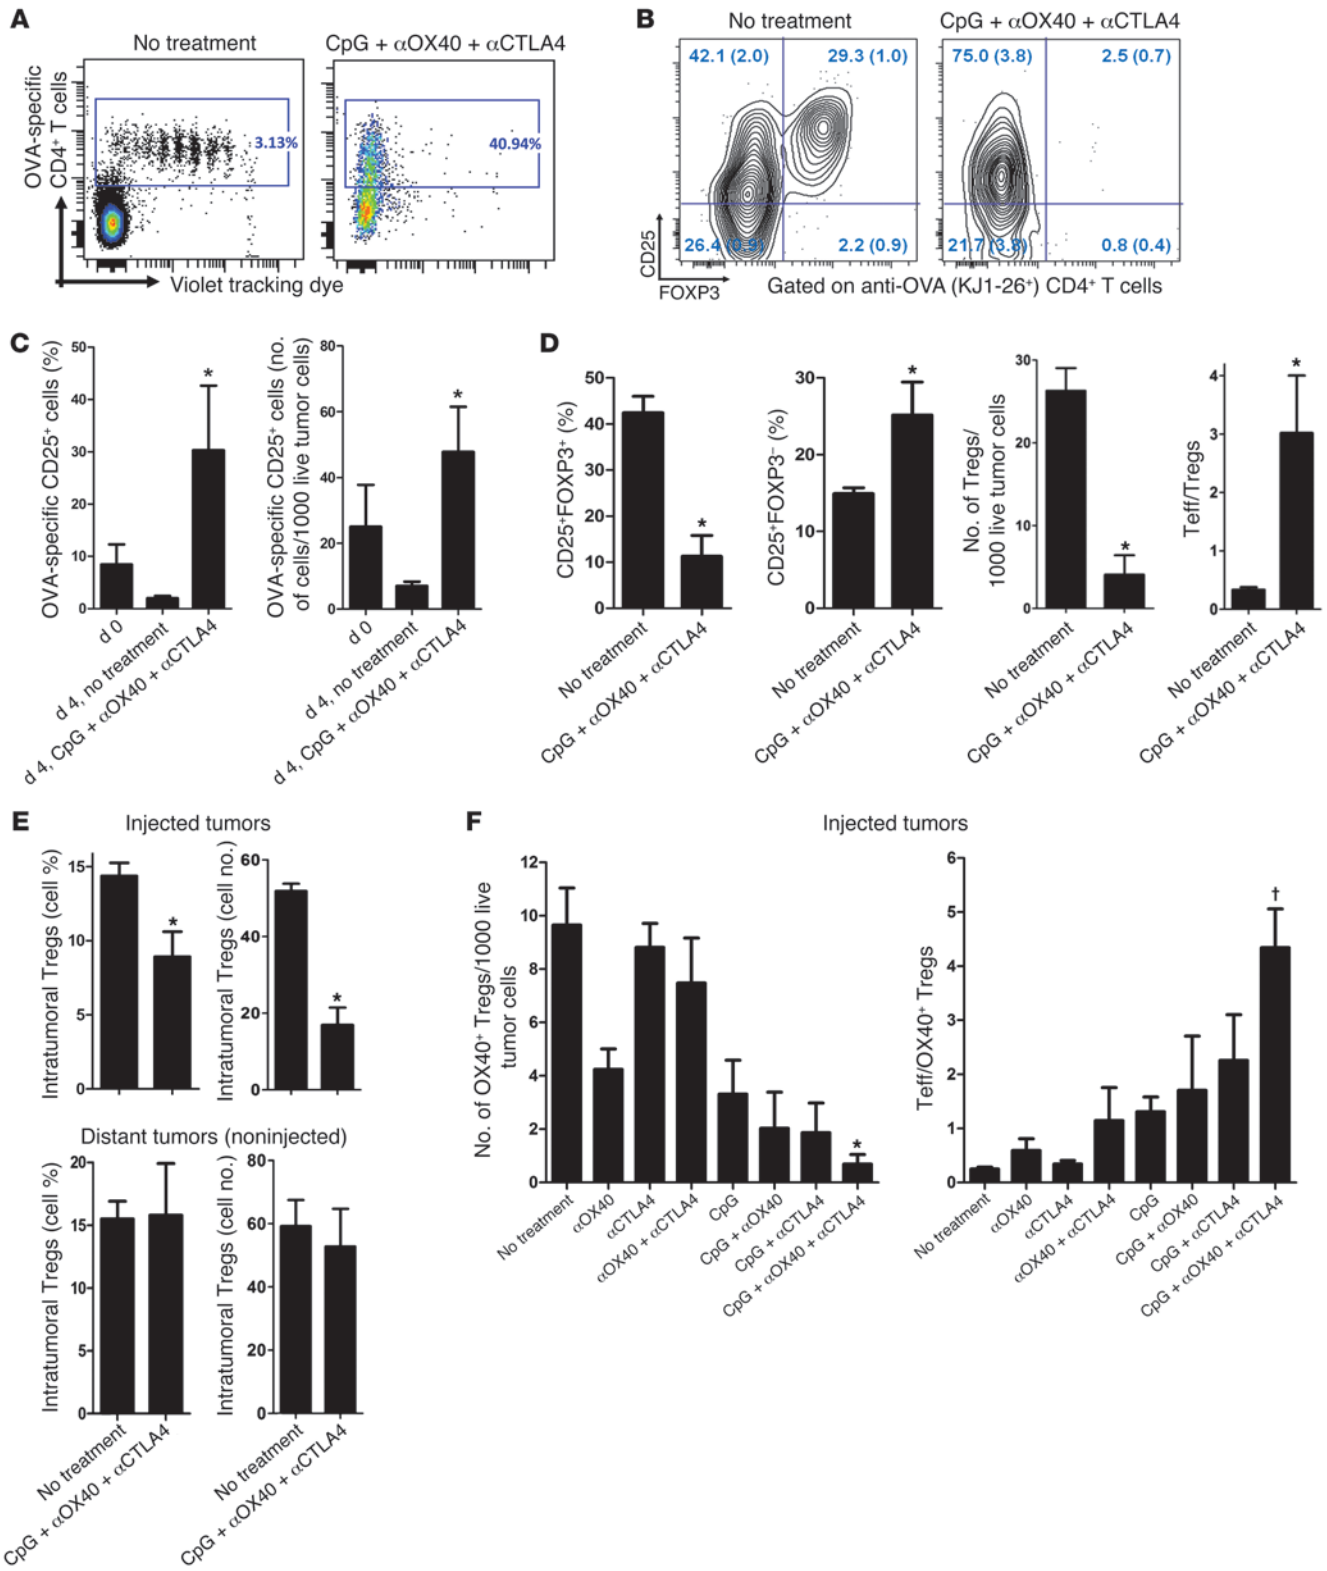 A
No treatment
CpG + αOX40 + αCTLA4
OVA-specific
CD4+ T cells
3.13%
40.94%
Violet tracking dye
B
No treatment
CpG + αOX40 + αCTLA4
42.1 (2.0)
29.3 (1.0)
75.0 (3.8)
2.5 (0.7)
26.4 (0.9)
2.2 (0.9)
21.7 (3.8)
0.8 (0.4)
CD25
FOXP3
Gated on anti-OVA (KJ1-26+) CD4+ T cells
C
OVA-specific CD25+ cells (%)
50
40
30
20
10
0
*
d 0
d 4, no treatment
d 4, CpG + αOX40 + αCTLA4
OVA-specific CD25+ cells (no.
of cells/1000 live tumor cells)
80
60
40
20
0
*
d 0
d 4, no treatment
d 4, CpG + αOX40 + αCTLA4
D
CD25+FOXP3+ (%)
50
40
30
20
10
0
*
No treatment
CpG + αOX40 + αCTLA4
CD25+FOXP3− (%)
30
20
10
0
*
No treatment
CpG + αOX40 + αCTLA4
No. of Tregs/
1000 live tumor cells
30
20
10
0
*
No treatment
CpG + αOX40 + αCTLA4
Teff/Tregs
4
3
2
1
0
*
No treatment
CpG + αOX40 + αCTLA4
E
Injected tumors
Intratumoral Tregs (cell %)
15
10
5
0
*
Intratumoral Tregs (cell no.)
60
40
20
0
*
Distant tumors (noninjected)
Intratumoral Tregs (cell %)
20
15
10
5
0
No treatment
CpG + αOX40 + αCTLA4
Intratumoral Tregs (cell no.)
80
60
40
20
0
No treatment
CpG + αOX40 + αCTLA4
F
Injected tumors
No. of OX40+ Tregs/1000 live
tumor cells
12
10
8
6
4
2
0
*
No treatment
αOX40
αCTLA4
αOX40 + αCTLA4
CpG
CpG + αOX40
CpG + αCTLA4
CpG + αOX40 + αCTLA4
Teff/OX40+ Tregs
6
5
4
3
2
1
0
†
No treatment
αOX40
αCTLA4
αOX40 + αCTLA4
CpG
CpG + αOX40
CpG + αCTLA4
CpG + αOX40 + αCTLA4